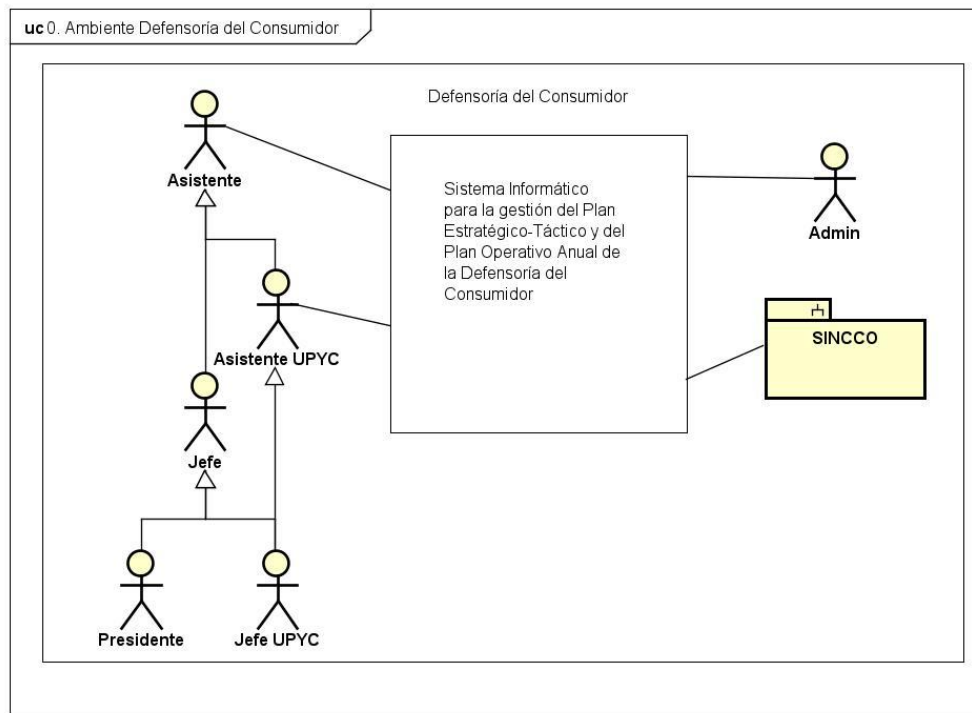 uc 0. Ambiente Defensoría del Consumidor
Defensoría del Consumidor
Asistente
Sistema Informático
para la gestión del Plan
Estratégico-Táctico y del
Plan Operativo Anual de
la Defensoría del
Consumidor
Admin
Asistente UPYC
SINCCO
Jefe
Presidente
Jefe UPYC